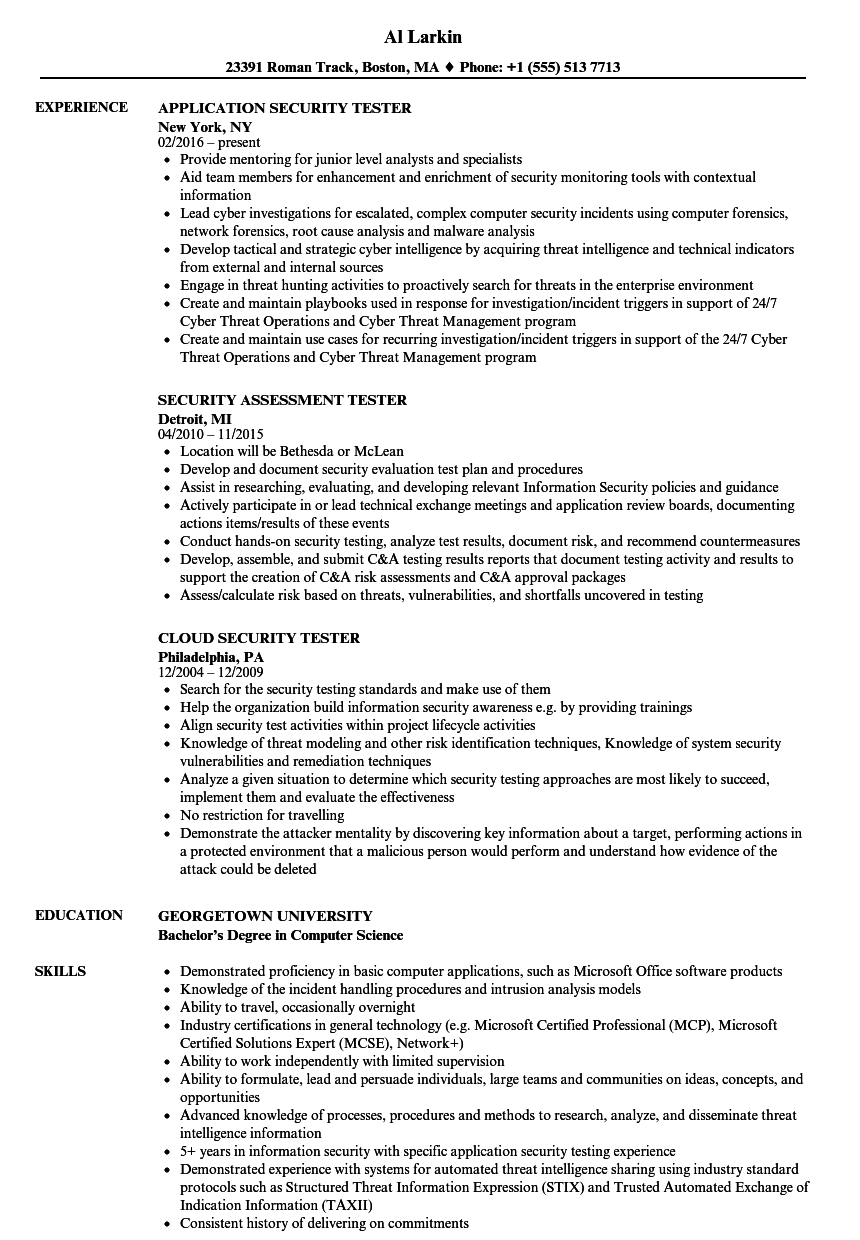 Al Larkin
23391 Roman Track, Boston, MA ♦ Phone: +1 (555) 513 7713
EXPERIENCE
APPLICATION SECURITY TESTER
New York, NY
02/2016 – present
• Provide mentoring for junior level analysts and specialists
• Aid team members for enhancement and enrichment of security monitoring tools with contextual
information
• Lead cyber investigations for escalated, complex computer security incidents using computer forensics,
network forensics, root cause analysis and malware analysis
• Develop tactical and strategic cyber intelligence by acquiring threat intelligence and technical indicators
from external and internal sources
• Engage in threat hunting activities to proactively search for threats in the enterprise environment
• Create and maintain playbooks used in response for investigation/incident triggers in support of 24/7
Cyber Threat Operations and Cyber Threat Management program
• Create and maintain use cases for recurring investigation/incident triggers in support of the 24/7 Cyber
Threat Operations and Cyber Threat Management program
SECURITY ASSESSMENT TESTER
Detroit, MI
04/2010 – 11/2015
• Location will be Bethesda or McLean
• Develop and document security evaluation test plan and procedures
• Assist in researching, evaluating, and developing relevant Information Security policies and guidance
• Actively participate in or lead technical exchange meetings and application review boards, documenting
actions items/results of these events
• Conduct hands-on security testing, analyze test results, document risk, and recommend countermeasures
• Develop, assemble, and submit C&A testing results reports that document testing activity and results to
support the creation of C&A risk assessments and C&A approval packages
• Assess/calculate risk based on threats, vulnerabilities, and shortfalls uncovered in testing
CLOUD SECURITY TESTER
Philadelphia, PA
12/2004 – 12/2009
• Search for the security testing standards and make use of them
• Help the organization build information security awareness e.g. by providing trainings
• Align security test activities within project lifecycle activities
• Knowledge of threat modeling and other risk identification techniques, Knowledge of system security
vulnerabilities and remediation techniques
• Analyze a given situation to determine which security testing approaches are most likely to succeed,
implement them and evaluate the effectiveness
• No restriction for travelling
• Demonstrate the attacker mentality by discovering key information about a target, performing actions in
a protected environment that a malicious person would perform and understand how evidence of the
attack could be deleted
EDUCATION
GEORGETOWN UNIVERSITY
Bachelor's Degree in Computer Science
SKILLS
• Demonstrated proficiency in basic computer applications, such as Microsoft Office software products
• Knowledge of the incident handling procedures and intrusion analysis models
• Ability to travel, occasionally overnight
• Industry certifications in general technology (e.g. Microsoft Certified Professional (MCP), Microsoft
Certified Solutions Expert (MCSE), Network+)
• Ability to work independently with limited supervision
• Ability to formulate, lead and persuade individuals, large teams and communities on ideas, concepts, and
opportunities
• Advanced knowledge of processes, procedures and methods to research, analyze, and disseminate threat
intelligence information
• 5+ years in information security with specific application security testing experience
• Demonstrated experience with systems for automated threat intelligence sharing using industry standard
protocols such as Structured Threat Information Expression (STIX) and Trusted Automated Exchange of
Indication Information (TAXII)
• Consistent history of delivering on commitments